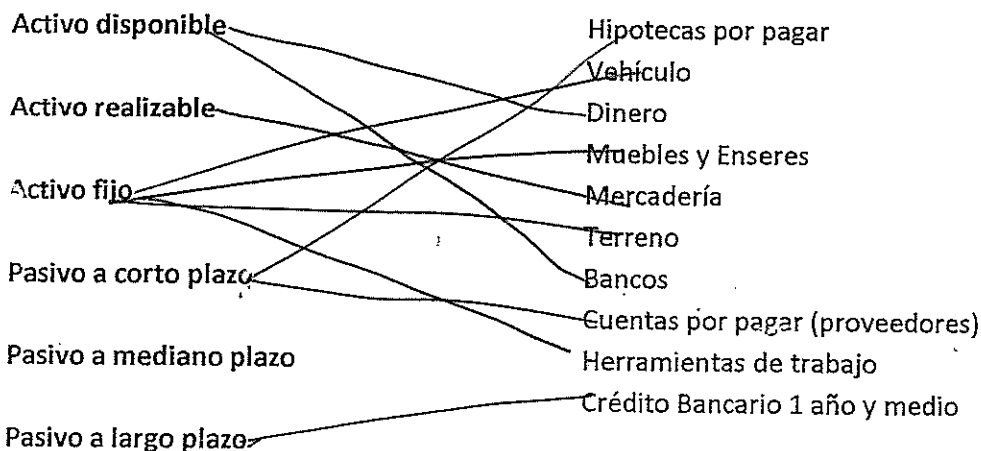 Activo disponible
Hipotecas por pagar
Vehículo
Activo realizable
Dinero
Muebles y Enseres
Activo fijo
Mercadería
Terreno
Pasivo a corto plazo
Bancos
Cuentas por pagar (proveedores)
Pasivo a mediano plazo
Herramientas de trabajo
Crédito Bancario 1 año y medio
Pasivo a largo plazo